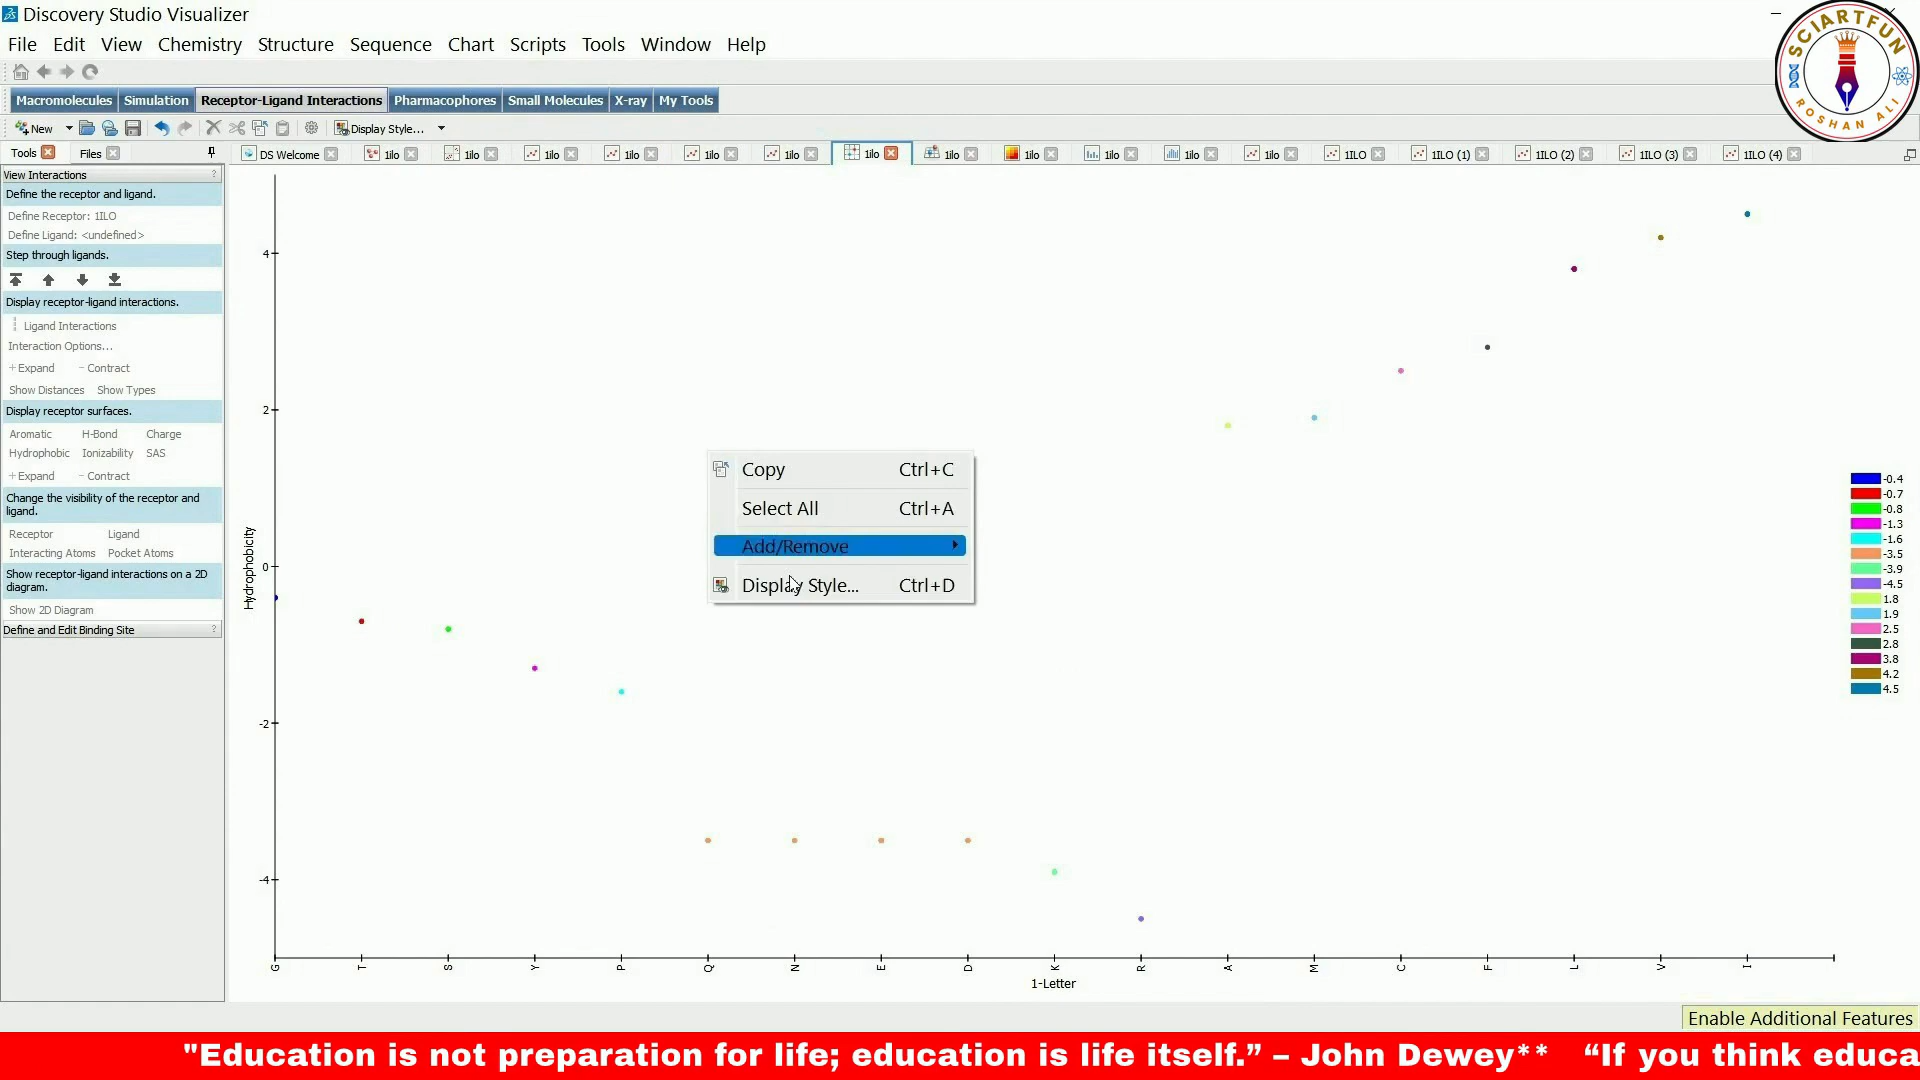 Discovery Studio Visualizer
File Edit View Chemistry Structure Sequence Chart Scripts Tools Window Help
SCIARTFUN
ROSHAN ALI
Macromolecules Simulation Receptor-Ligand Interactions Pharmacophores Small Molecules X-ray My Tools
New Display Style...
Tools Files DS Welcome 1ilo 1ilo 1ilo 1ilo 1ilo 1ilo 1ilo 1ilo 1ilo 1ilo 1ilo 1ilo 1ILO 1ILO (1) 1ILO (2) 1ILO (3) 1ILO (4)
View Interactions ?
Define the receptor and ligand.
Define Receptor: 1ILO
Define Ligand: <undefined>
Step through ligands.
Display receptor-ligand interactions.
Ligand Interactions
Interaction Options...
+ Expand - Contract
Show Distances Show Types
Display receptor surfaces.
Aromatic H-Bond Charge
Hydrophobic Ionizability SAS
+ Expand - Contract
Change the visibility of the receptor and
ligand.
Receptor Ligand
Interacting Atoms Pocket Atoms
Show receptor-ligand interactions on a 2D
diagram.
Show 2D Diagram
Define and Edit Binding Site ?
Hydrophobicity
4
2
0
-2
-4
Copy Ctrl+C
Select All Ctrl+A
Add/Remove
Display Style... Ctrl+D
-0.4
-0.7
-0.8
-1.3
-1.6
-3.5
-3.9
-4.5
1.8
1.9
2.5
2.8
3.8
4.2
4.5
G T S Y P Q N E D K R A M C F L V I
1-Letter
Enable Additional Features
"Education is not preparation for life; education is life itself.” – John Dewey** “If you think educa